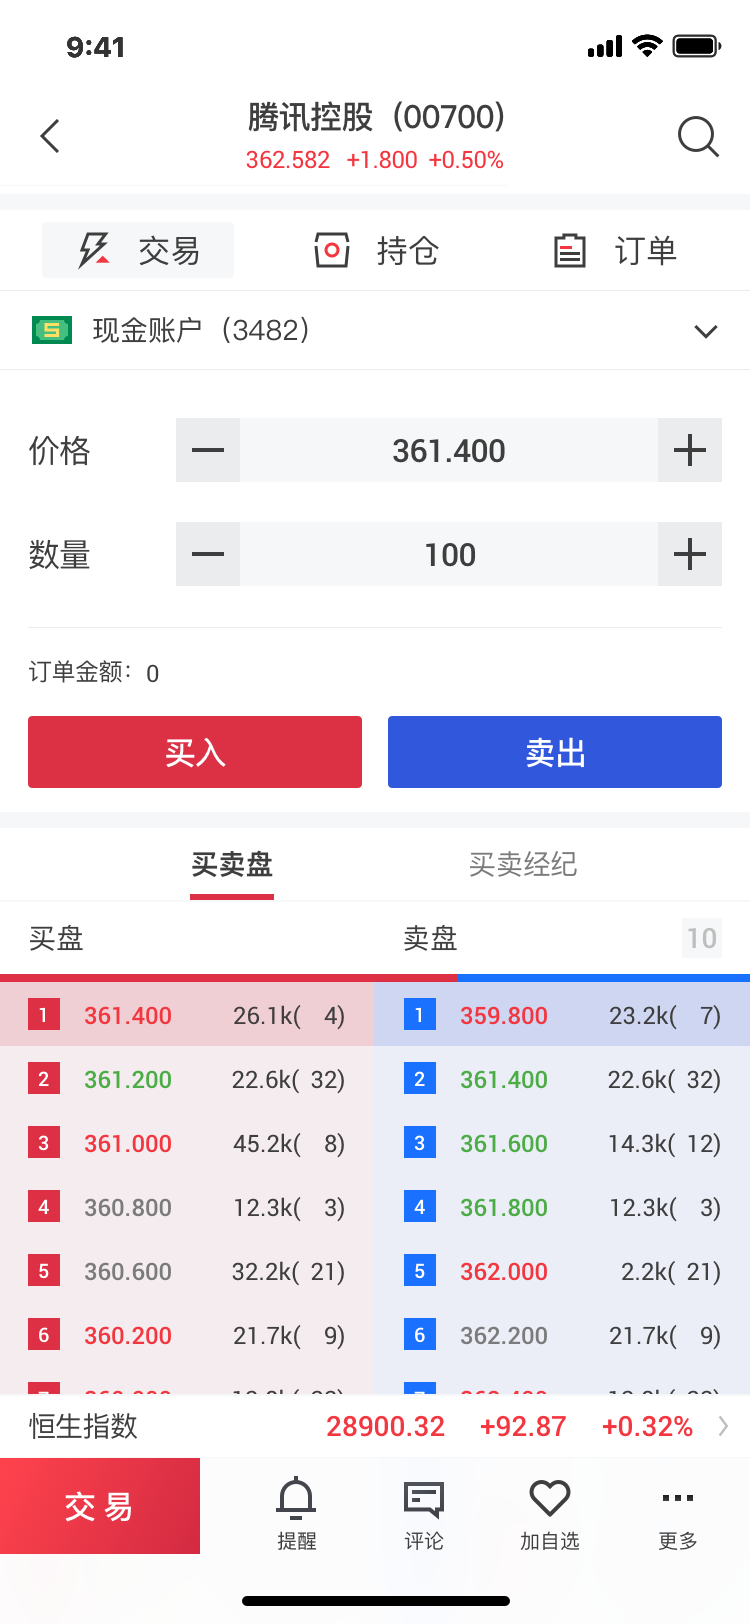 9:41
腾讯控股（00700）
362.582 +1.800 +0.50%
交易 持仓 订单
现金账户（3482）
价格 361.400
数量 100
订单金额：0
买入 卖出
买卖盘 买卖经纪
买盘 卖盘 10
1 361.400 26.1k( 4) 1 359.800 23.2k( 7)
2 361.200 22.6k( 32) 2 361.400 22.6k( 32)
3 361.000 45.2k( 8) 3 361.600 14.3k( 12)
4 360.800 12.3k( 3) 4 361.800 12.3k( 3)
5 360.600 32.2k( 21) 5 362.000 2.2k( 21)
6 360.200 21.7k( 9) 6 362.200 21.7k( 9)
恒生指数 28900.32 +92.87 +0.32%
交易 提醒 评论 加自选 更多